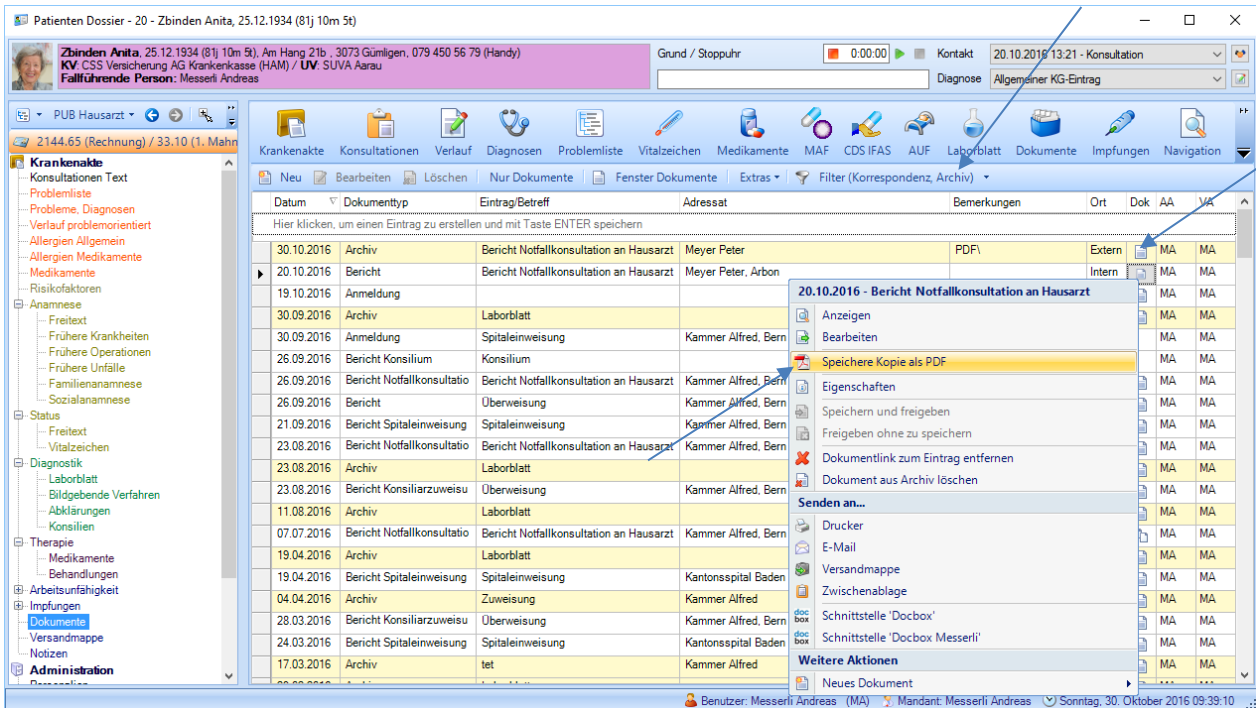 Patienten Dossier - 20 - Zbinden Anita, 25.12.1934 (81j 10m 5t)
Zbinden Anita, 25.12.1934 (81j 10m 5t), Am Hang 21b , 3073 Gümligen, 079 450 56 79 (Handy)
KV: CSS Versicherung AG Krankenkasse (HAM) / UV: SUVA Aarau
Fallführende Person: Messerli Andreas
Grund / Stoppuhr 0:00:00
Kontakt 20.10.2016 13:21 - Konsultation
Diagnose Allgemeiner KG-Eintrag
PUB Hausarzt
2144.65 (Rechnung) / 33.10 (1. Mahn
Krankenakte
Konsultationen Text
Problemliste
Probleme, Diagnosen
Verlauf problemorientiert
Allergien Allgemein
Allergien Medikamente
Medikamente
Risikofaktoren
Anamnese
Freitext
Frühere Krankheiten
Frühere Operationen
Frühere Unfälle
Familienanamnese
Sozialanamnese
Status
Freitext
Vitalzeichen
Diagnostik
Laborblatt
Bildgebende Verfahren
Abklärungen
Konsilien
Therapie
Medikamente
Behandlungen
Arbeitsunfähigkeit
Impfungen
Dokumente
Versandmappe
Notizen
Administration
Krankenakte Konsultationen Verlauf Diagnosen Problemliste Vitalzeichen Medikamente MAF CDS IFAS AUF Laborblatt Dokumente Impfungen Navigation
Neu Bearbeiten Löschen Nur Dokumente Fenster Dokumente Extras Filter (Korrespondenz, Archiv)
Datum Dokumenttyp Eintrag/Betreff Adressat Bemerkungen Ort Dok AA VA
Hier klicken, um einen Eintrag zu erstellen und mit Taste ENTER speichern
30.10.2016 Archiv Bericht Notfallkonsultation an Hausarzt Meyer Peter PDF\ Extern MA MA
20.10.2016 Bericht Bericht Notfallkonsultation an Hausarzt Meyer Peter, Arbon Intern MA MA
19.10.2016 Anmeldung MA MA
30.09.2016 Archiv Laborblatt MA MA
30.09.2016 Anmeldung Spitaleinweisung Kammer Alfred, Bern MA MA
26.09.2016 Bericht Konsilium Konsilium MA MA
26.09.2016 Bericht Notfallkonsultatio Bericht Notfallkonsultation an Hausarzt Kammer Alfred, Bern MA MA
26.09.2016 Bericht Überweisung Kammer Alfred, Bern MA MA
21.09.2016 Bericht Spitaleinweisung Spitaleinweisung Kammer Alfred, Bern MA MA
23.08.2016 Bericht Notfallkonsultatio Bericht Notfallkonsultation an Hausarzt Kammer Alfred, Bern MA MA
23.08.2016 Archiv Laborblatt MA MA
23.08.2016 Bericht Konsiliarzuweisu Überweisung Kammer Alfred, Bern MA MA
11.08.2016 Archiv Laborblatt MA MA
07.07.2016 Bericht Notfallkonsultatio Bericht Notfallkonsultation an Hausarzt Kammer Alfred, Bern MA MA
19.04.2016 Archiv Laborblatt MA MA
19.04.2016 Bericht Spitaleinweisung Spitaleinweisung Kantonsspital Baden MA MA
04.04.2016 Archiv Zuweisung Kammer Alfred MA MA
28.03.2016 Bericht Konsiliarzuweisu Überweisung Kammer Alfred, Bern MA MA
24.03.2016 Bericht Spitaleinweisung Spitaleinweisung Kantonsspital Baden MA MA
17.03.2016 Archiv tet Kammer Alfred MA MA
20.10.2016 - Bericht Notfallkonsultation an Hausarzt
Anzeigen
Bearbeiten
Speichere Kopie als PDF
Eigenschaften
Speichern und freigeben
Freigeben ohne zu speichern
Dokumentlink zum Eintrag entfernen
Dokument aus Archiv löschen
Senden an...
Drucker
E-Mail
Versandmappe
Zwischenablage
doc box Schnittstelle 'Docbox'
doc box Schnittstelle 'Docbox Messerli'
Weitere Aktionen
Neues Dokument
Benutzer: Messerli Andreas (MA) Mandant: Messerli Andreas Sonntag, 30. Oktober 2016 09:39:10